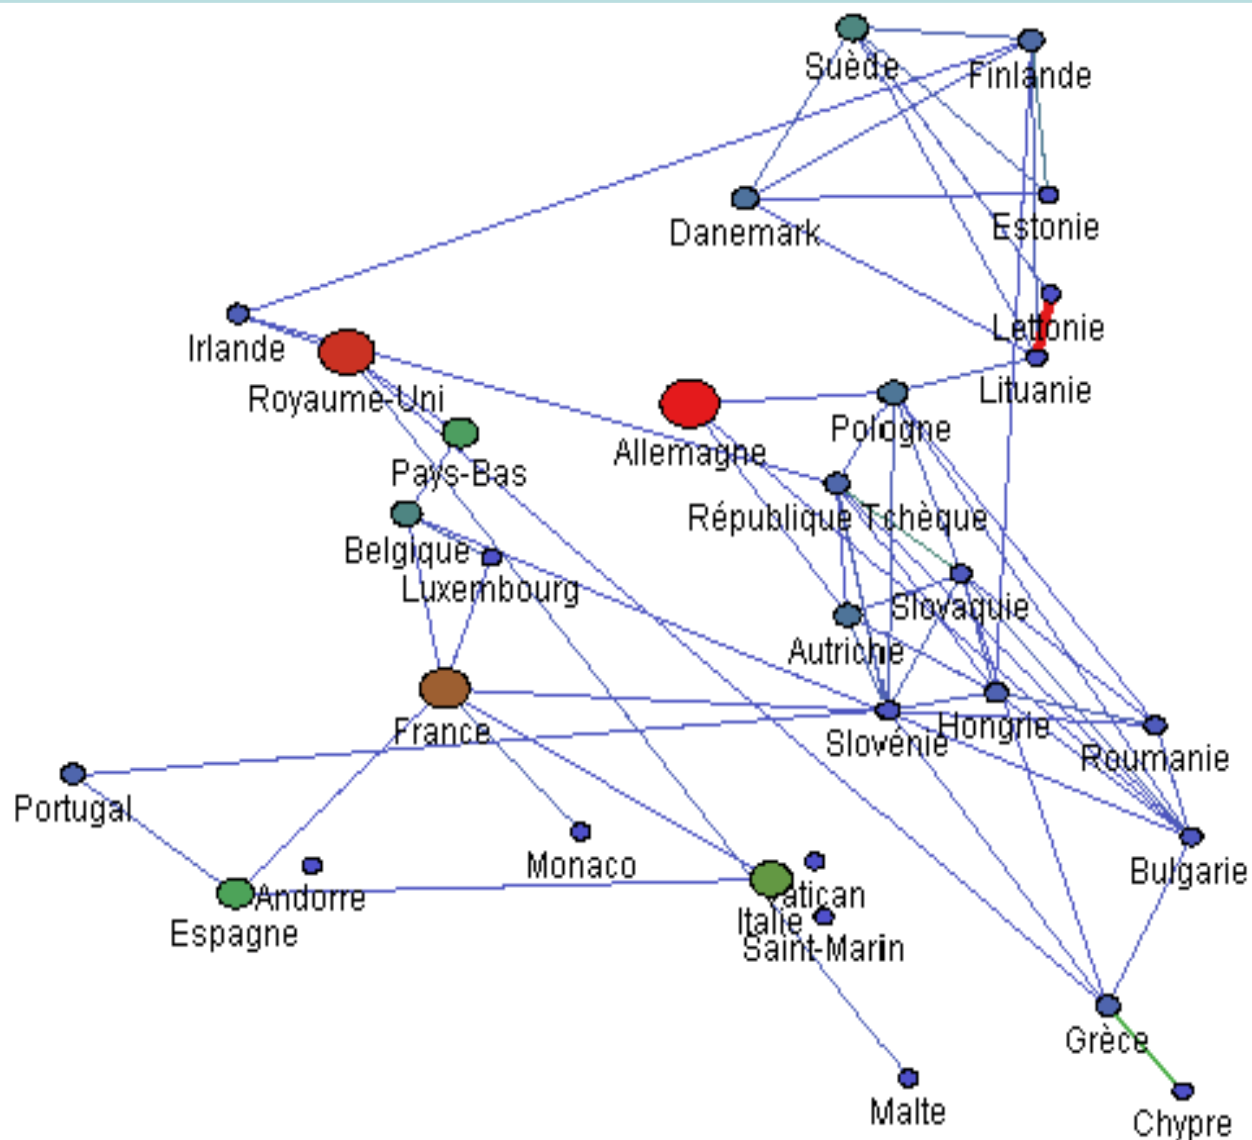 Suède
Finlande
Danemark
Estonie
Lettonie
Irlande
Lituanie
Royaume-Uni
Pologne
Allemagne
Pays-Bas
République Tchèque
Belgique
Luxembourg
Slovaquie
Autriche
France
Hongrie
Slovénie
Roumanie
Portugal
Monaco
Bulgarie
Andorre
Vatican
Italie
Espagne
Saint-Marin
Grèce
Malte
Chypre